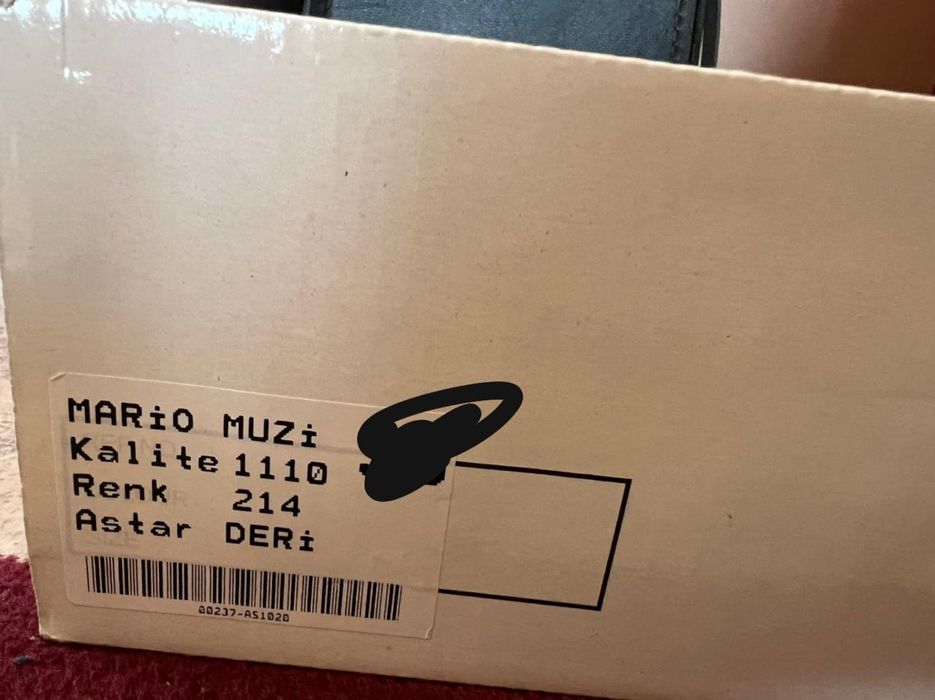 MARiO MUZi
Kalite 1110
Renk 214
Astar DERi
00237-AS1020